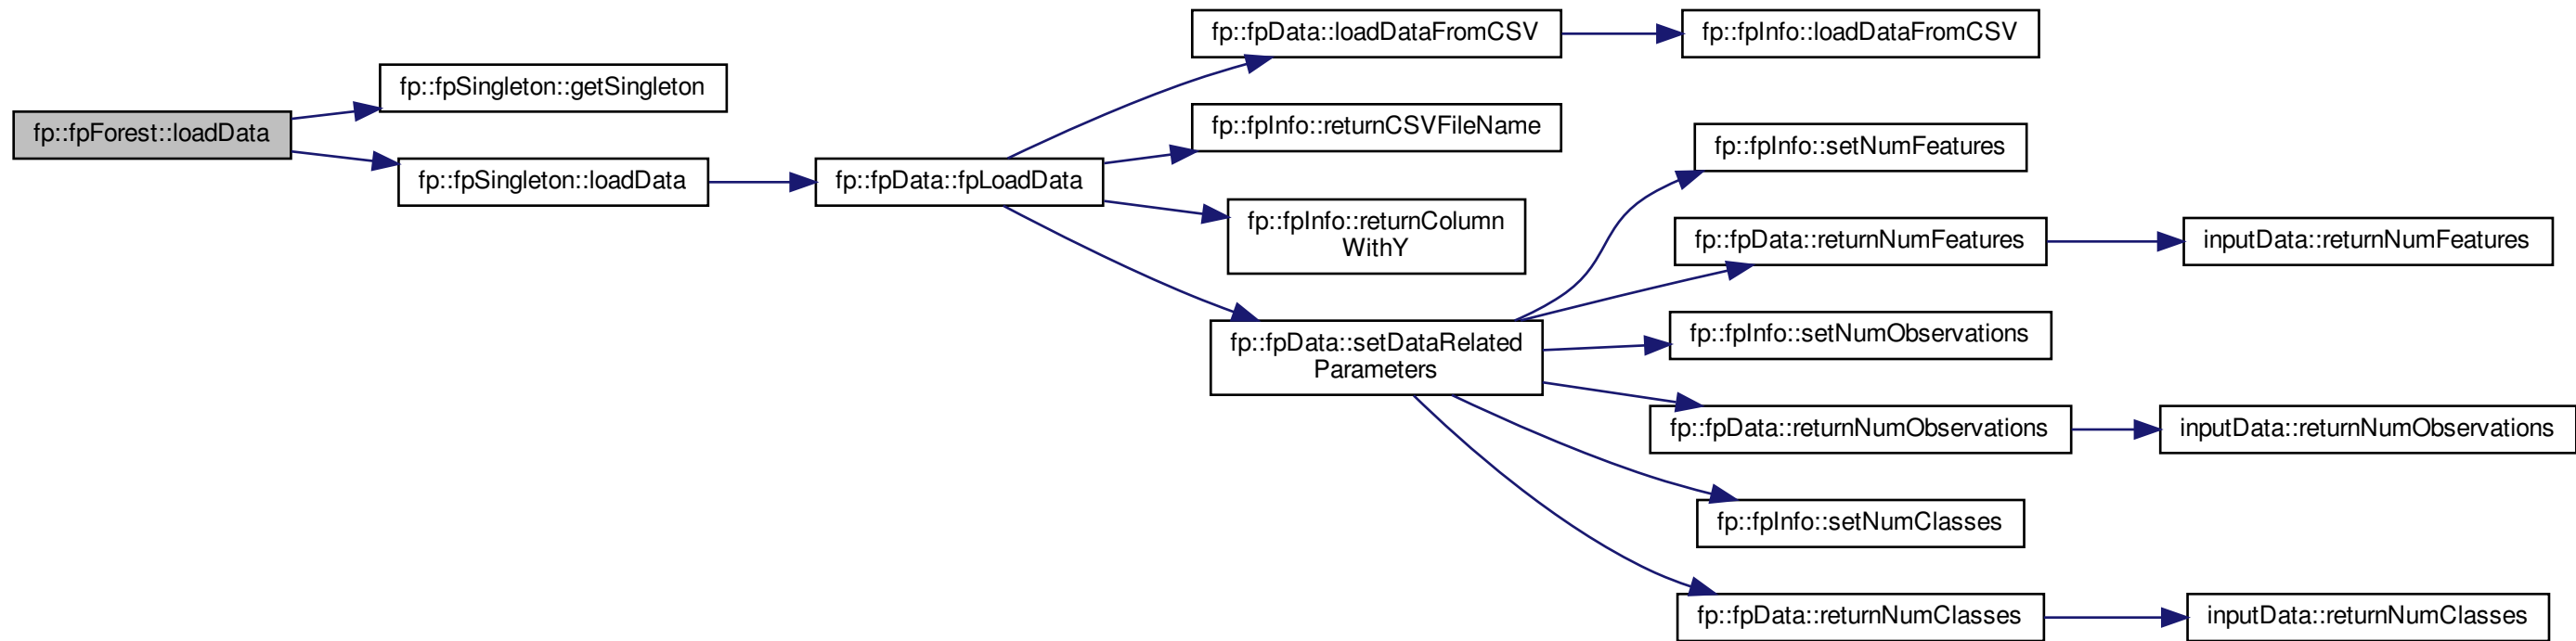 fp::fpForest::loadData
fp::fpSingleton::getSingleton
fp::fpSingleton::loadData
fp::fpData::fpLoadData
fp::fpData::loadDataFromCSV
fp::fpInfo::loadDataFromCSV
fp::fpInfo::returnCSVFileName
fp::fpInfo::returnColumn
WithY
fp::fpData::setDataRelated
Parameters
fp::fpInfo::setNumFeatures
fp::fpData::returnNumFeatures
inputData::returnNumFeatures
fp::fpInfo::setNumObservations
fp::fpData::returnNumObservations
inputData::returnNumObservations
fp::fpInfo::setNumClasses
fp::fpData::returnNumClasses
inputData::returnNumClasses